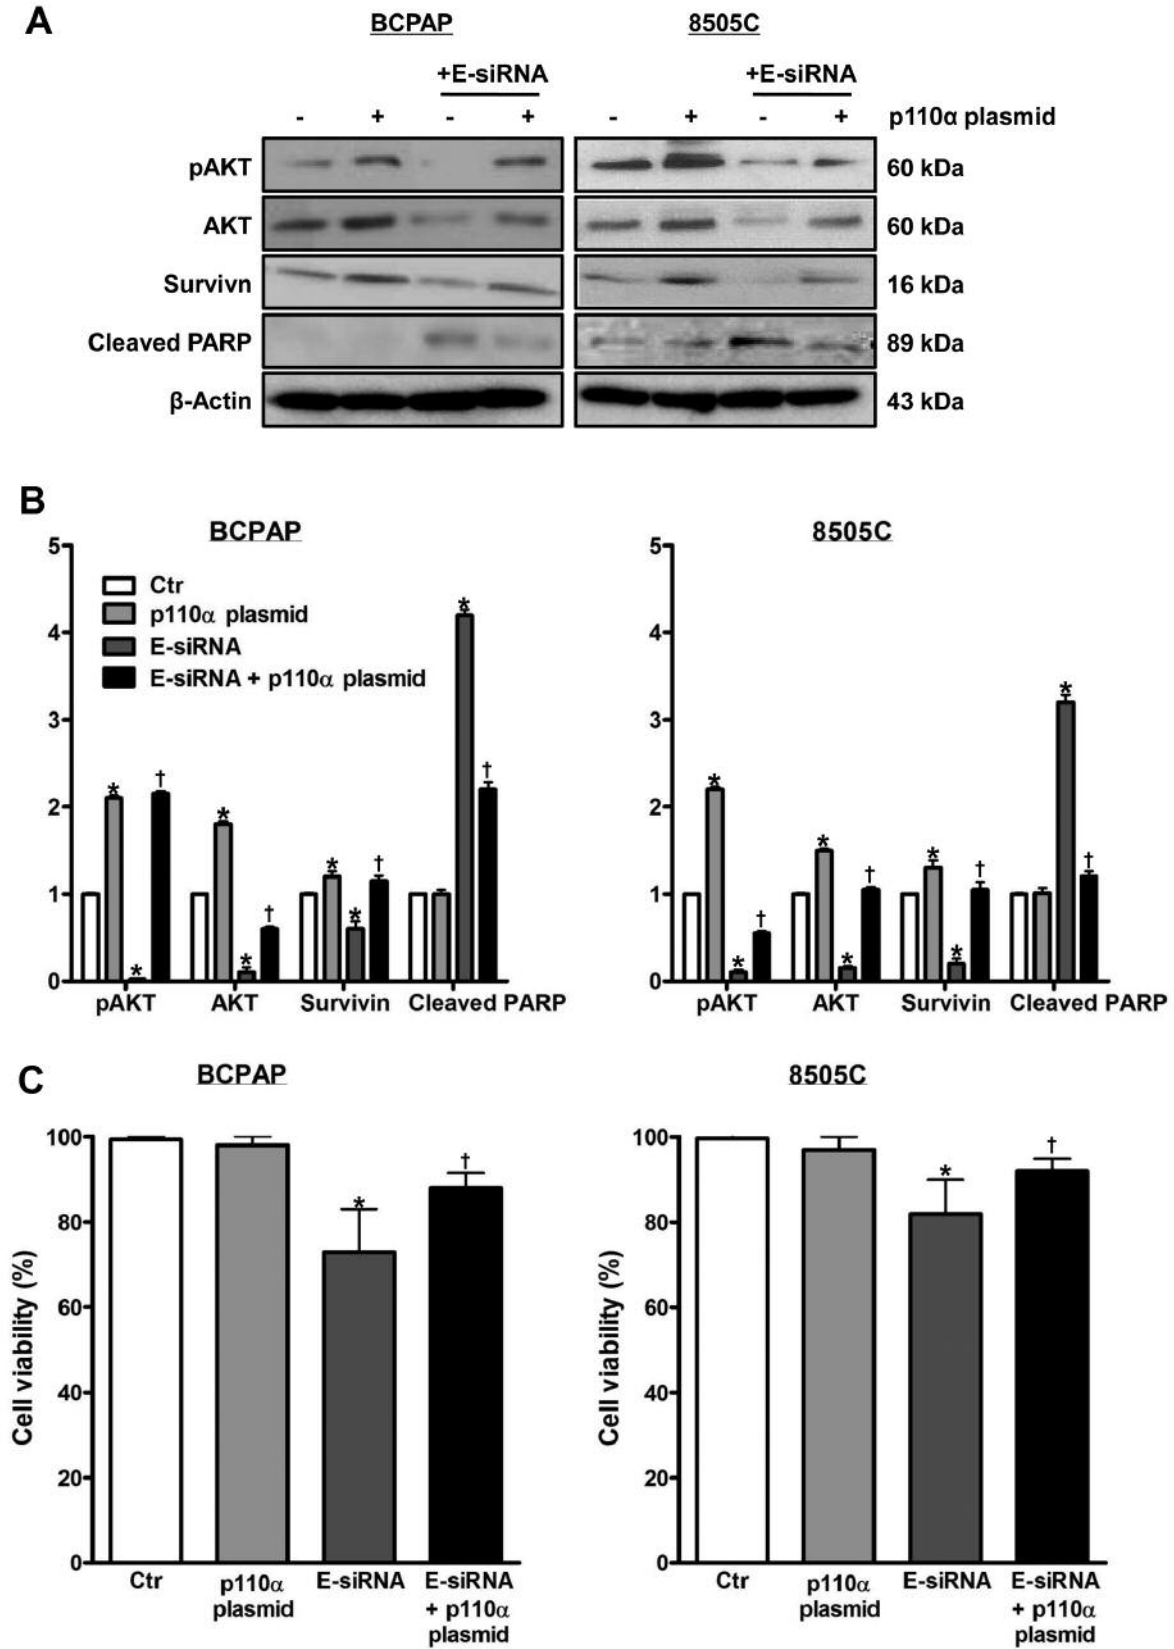 A
BCPAP 8505C
+E-siRNA +E-siRNA
- + - + - + - + p110α plasmid
pAKT 60 kDa
AKT 60 kDa
Survivn 16 kDa
Cleaved PARP 89 kDa
β-Actin 43 kDa
B
BCPAP
5
4
3
2
1
0
Ctr
p110α plasmid
E-siRNA
E-siRNA + p110α plasmid
* * † * * † * * † * †
pAKT AKT Survivin Cleaved PARP
8505C
5
4
3
2
1
0
* * † * * † * * † * †
pAKT AKT Survivin Cleaved PARP
C
BCPAP
Cell viability (%)
100
80
60
40
20
0
* †
Ctr p110α E-siRNA E-siRNA
plasmid + p110α
plasmid
8505C
Cell viability (%)
100
80
60
40
20
0
* †
Ctr p110α E-siRNA E-siRNA
plasmid + p110α
plasmid